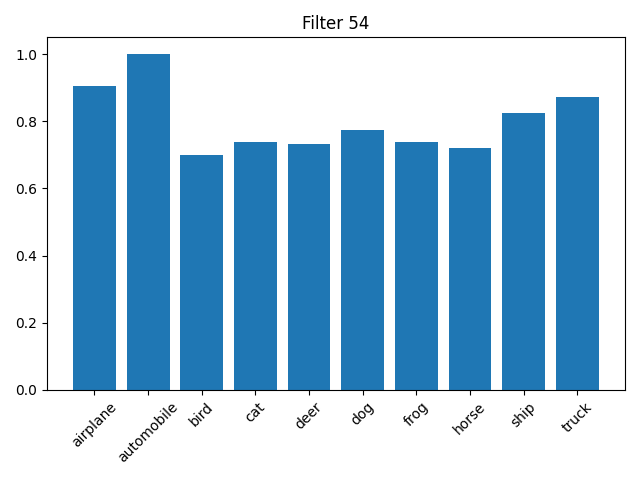 Filter 54
1.0
0.8
0.6
0.4
0.2
0.0
airplane
automobile
bird
cat
deer
dog
frog
horse
ship
truck